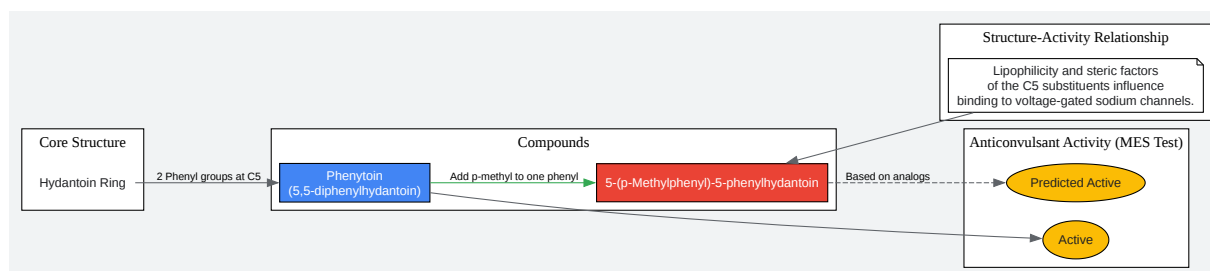 Structure-Activity Relationship
Lipophilicity and steric factors
of the C5 substituents influence
binding to voltage-gated sodium channels.
Core Structure
Hydantoin Ring
2 Phenyl groups at C5
Compounds
Phenytoin
(5,5-diphenylhydantoin)
Add p-methyl to one phenyl
5-(p-Methylphenyl)-5-phenylhydantoin
Based on analogs
Anticonvulsant Activity (MES Test)
Predicted Active
Active